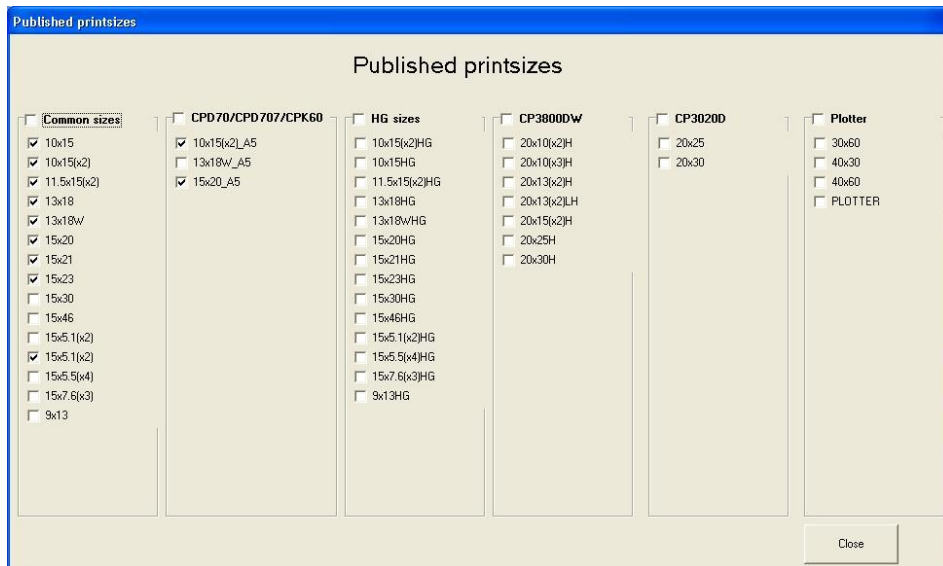 Published printsizes
Published printsizes
Common sizes
10x15
10x15(x2)
11.5x15(x2)
13x18
13x18W
15x20
15x21
15x23
15x30
15x46
15x5.1(x2)
15x5.1(x2)
15x5.5(x4)
15x7.6(x3)
9x13
CPD70/CPD707/CPK60
10x15(x2)_A5
13x18W_A5
15x20_A5
HG sizes
10x15(x2)HG
10x15HG
11.5x15(x2)HG
13x18HG
13x18WHG
15x20HG
15x21HG
15x23HG
15x30HG
15x46HG
15x5.1(x2)HG
15x5.5(x4)HG
15x7.6(x3)HG
9x13HG
CP3800DW
20x10(x2)H
20x10(x3)H
20x13(x2)H
20x13(x2)LH
20x15(x2)H
20x25H
20x30H
CP3020D
20x25
20x30
Plotter
30x60
40x30
40x60
PLOTTER
Close